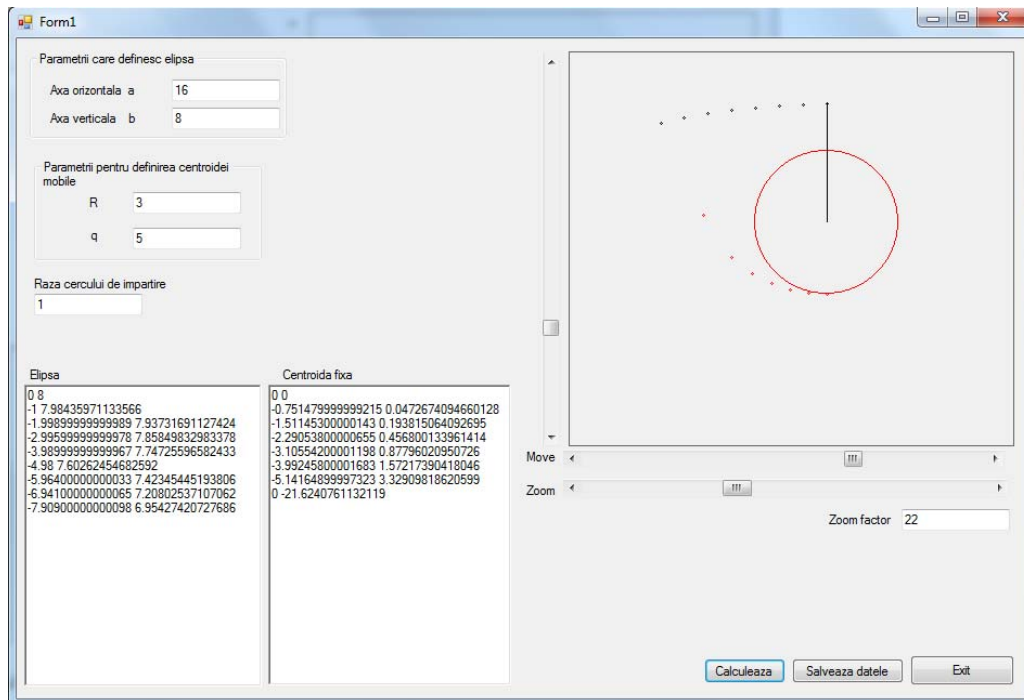 Form1
Parametrii care definesc elipsa
Axa orizontala a 16
Axa verticala b 8
Parametrii pentru definirea centroidei
mobile
R 3
q 5
Raza cercului de impartire
1
Elipsa
0 8
-1 7.98435971133566
-1.99899999999989 7.93731691127424
-2.99599999999978 7.85849832983378
-3.98999999999967 7.74725596582433
-4.98 7.60262454682592
-5.96400000000033 7.42345445193806
-6.94100000000065 7.20802537107062
-7.90900000000098 6.95427420727686
Centroida fixa
0 0
-0.751479999999215 0.0472674094660128
-1.51145300000143 0.193815064092695
-2.29053800000655 0.456800133961414
-3.10554200001198 0.87796020950726
-3.99245800001683 1.57217390418046
-5.14164899997323 3.32909818620599
0 -21.6240761132119
Move
Zoom
Zoom factor 22
Calculeaza
Salveaza datele
Exit